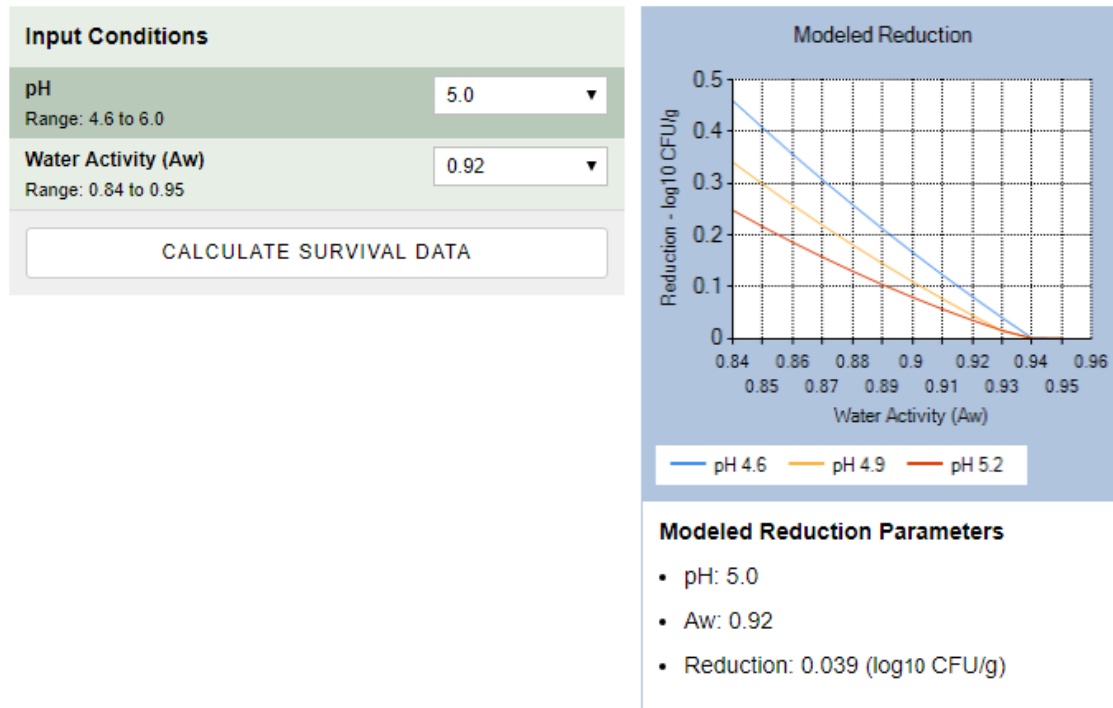 Input Conditions
pH
Range: 4.6 to 6.0
5.0
Water Activity (Aw)
Range: 0.84 to 0.95
0.92
CALCULATE SURVIVAL DATA
Modeled Reduction
Reduction - log10 CFU/g
0.5
0.4
0.3
0.2
0.1
0
0.84 0.86 0.88 0.9 0.92 0.94 0.96
0.85 0.87 0.89 0.91 0.93 0.95
Water Activity (Aw)
pH 4.6 pH 4.9 pH 5.2
Modeled Reduction Parameters
• pH: 5.0
• Aw: 0.92
• Reduction: 0.039 (log10 CFU/g)